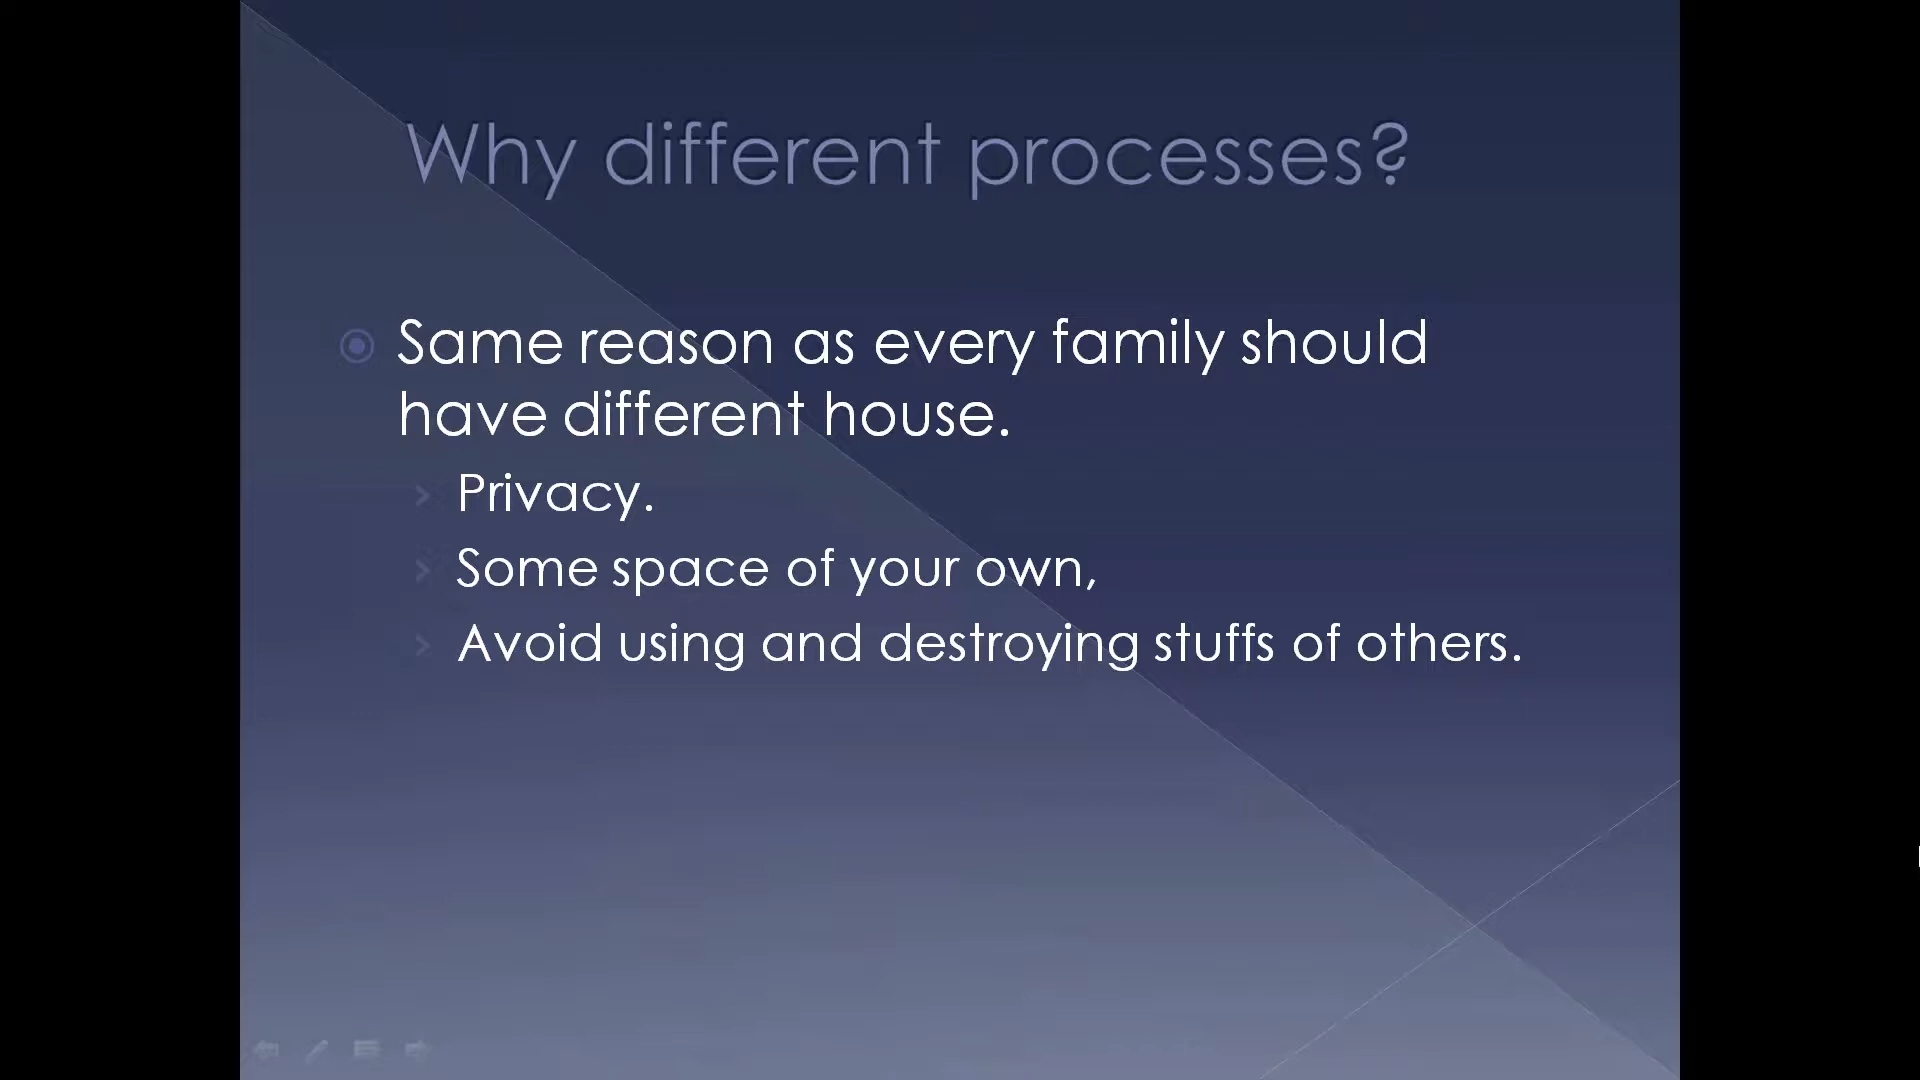 Why different processes?
Same reason as every family should
have different house.
Privacy.
Some space of your own,
Avoid using and destroying stuffs of others.